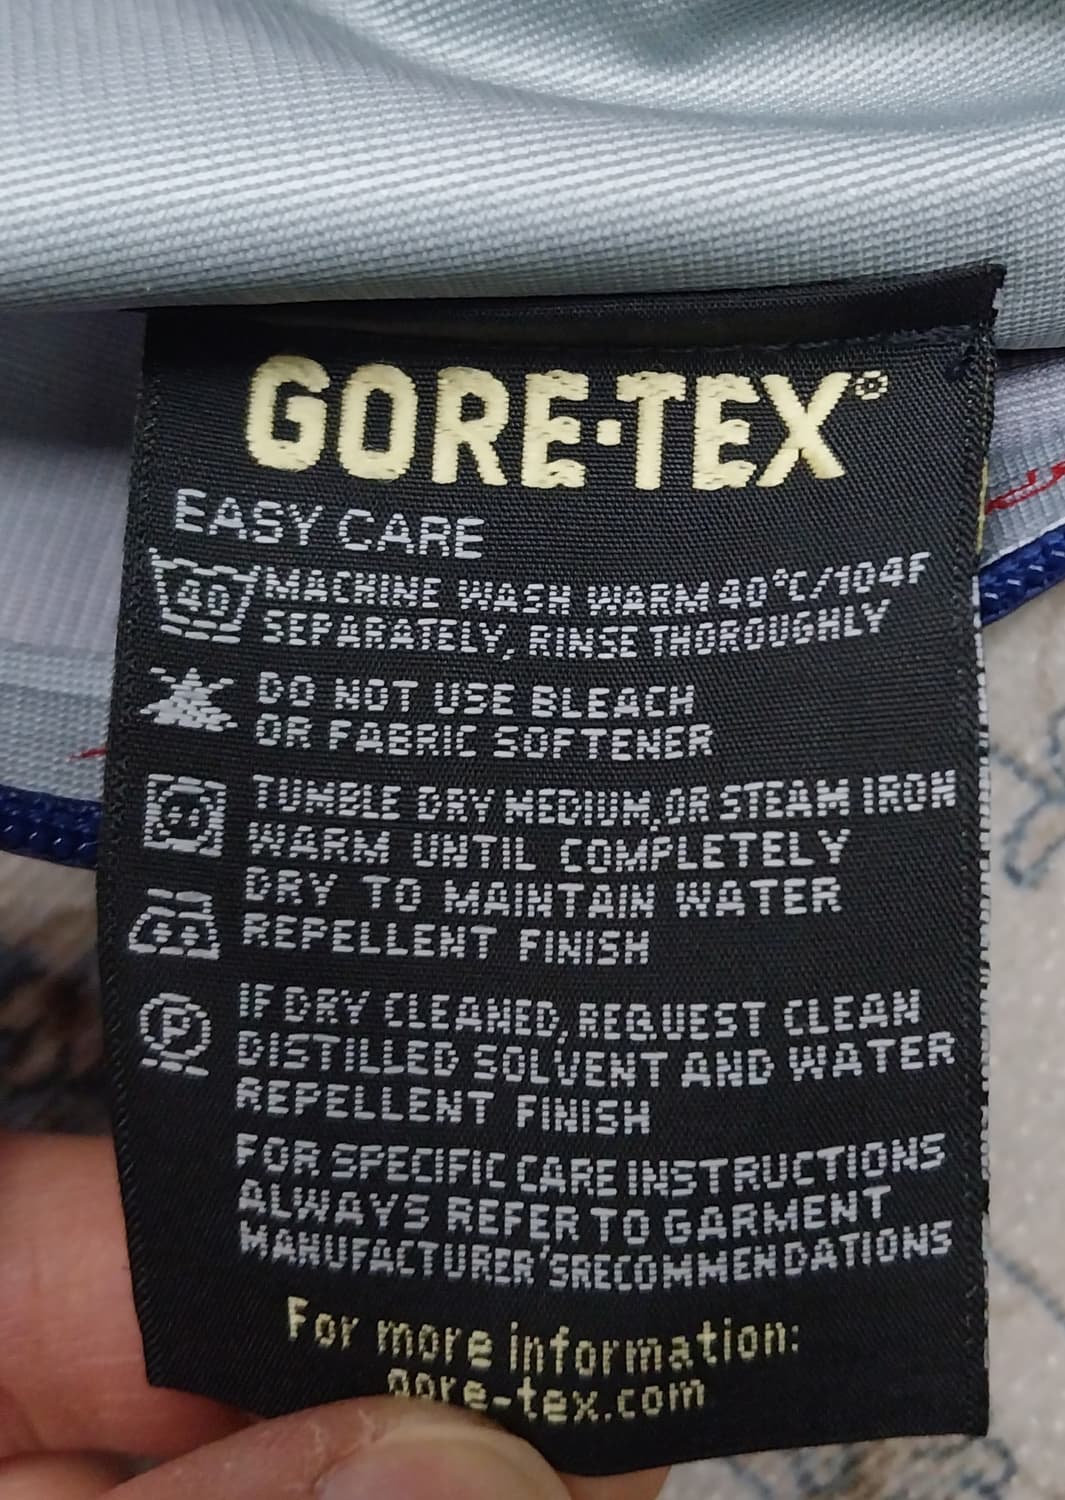 GORE-TEX®
EASY CARE
40 MACHINE WASH WARM 40°C/104F
SEPARATELY, RINSE THOROUGHLY
DO NOT USE BLEACH
OR FABRIC SOFTENER
TUMBLE DRY MEDIUM, OR STEAM IRON
WARM UNTIL COMPLETELY
DRY TO MAINTAIN WATER
REPELLENT FINISH
P IF DRY CLEANED, REQUEST CLEAN
DISTILLED SOLVENT AND WATER
REPELLENT FINISH
FOR SPECIFIC CARE INSTRUCTIONS
ALWAYS REFER TO GARMENT
MANUFACTURER'S RECOMMENDATIONS
For more information:
gore-tex.com